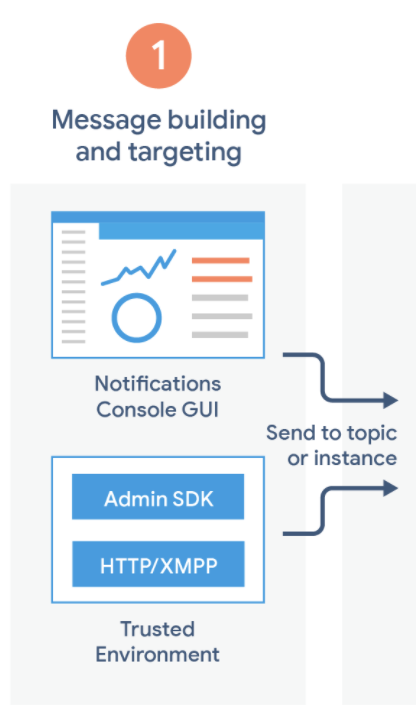 1
Message building
and targeting
Notifications
Console GUI
Send to topic
or instance
Admin SDK
HTTP/XMPP
Trusted
Environment